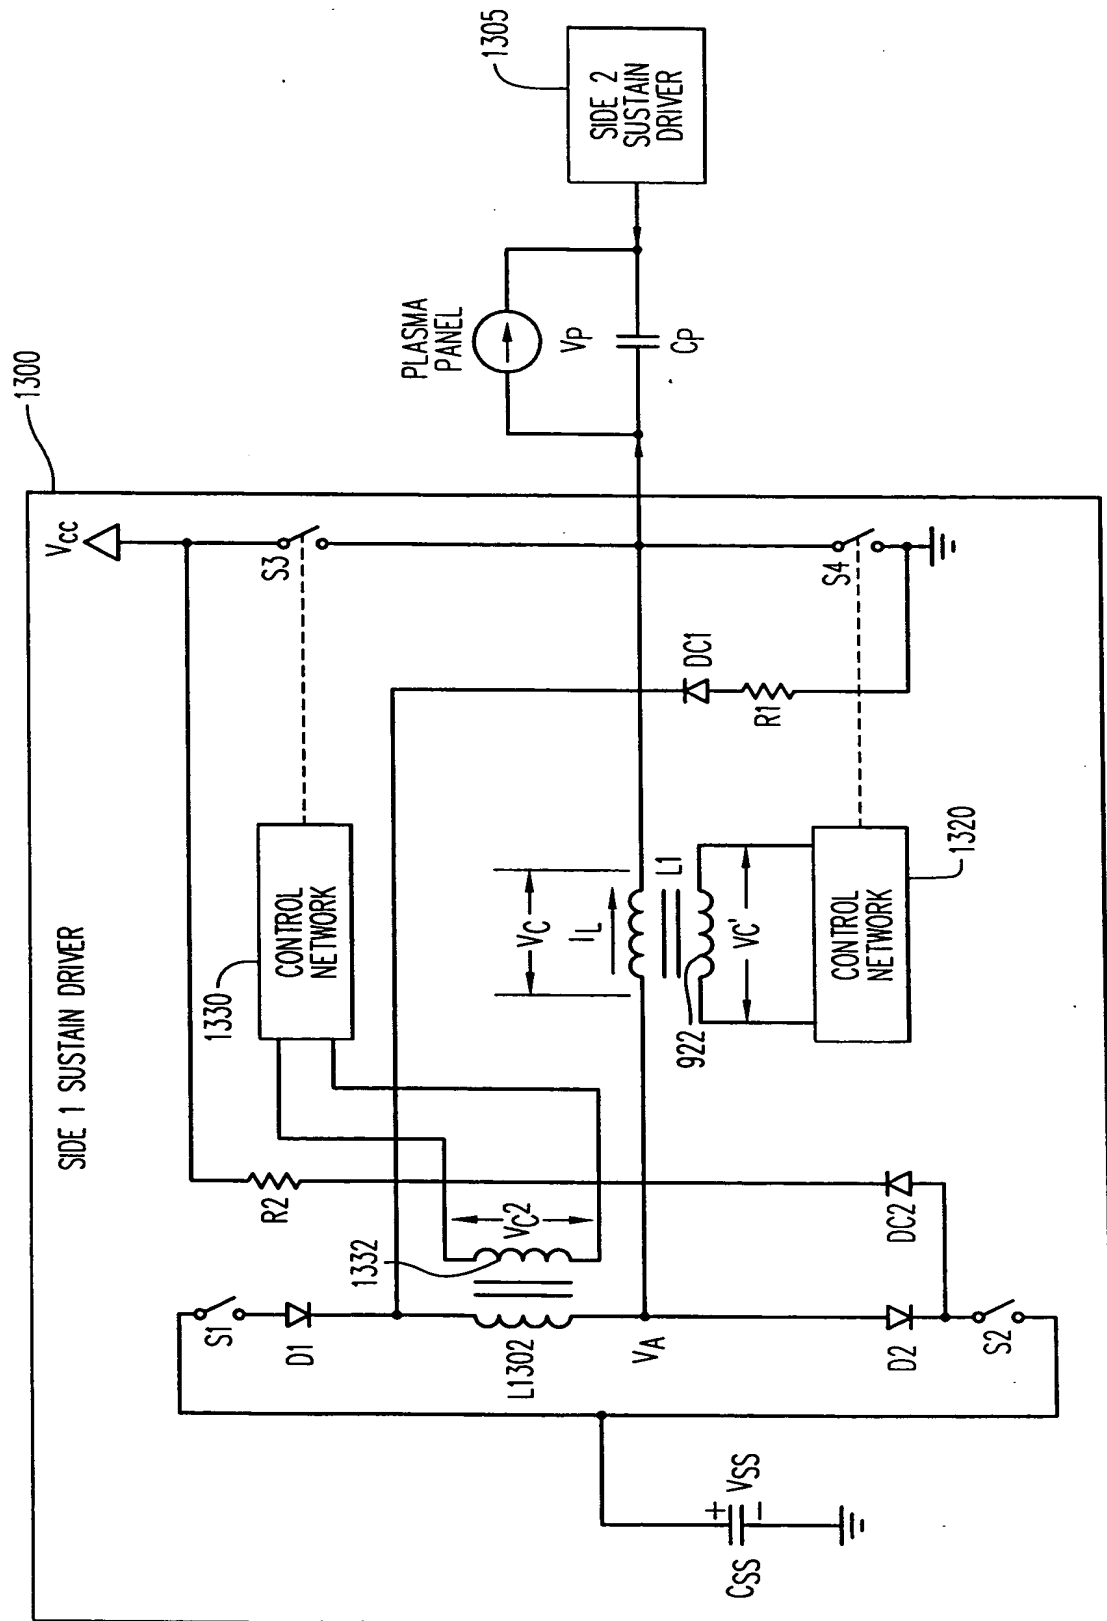 SIDE 1 SUSTAIN DRIVER
1300
Vcc
1330
CONTROL
NETWORK
S3
R2
S1
D1
1332
VC2
L1302
VA
VC
IL
L1
922
VC'
DC1
R1
S4
CONTROL
NETWORK
1320
D2
DC2
S2
CSS
+
VSS
−
PLASMA
PANEL
VP
CP
SIDE 2
SUSTAIN
DRIVER
1305